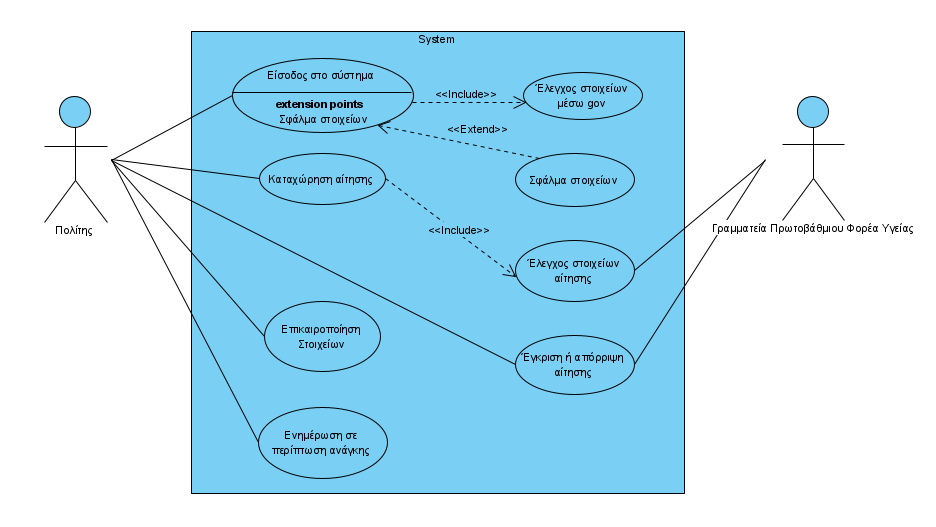 System
Είσοδος στο σύστημα
extension points
Σφάλμα στοιχείων
<<Include>>
Έλεγχος στοιχείων
μέσω gov
<<Extend>>
Καταχώρηση αίτησης
Σφάλμα στοιχείων
Πολίτης
<<Include>>
Γραμματεία Πρωτοβάθμιου Φορέα Υγείας
Έλεγχος στοιχείων
αίτησης
Επικαιροποίηση
Στοιχείων
Έγκριση ή απόρριψη
αίτησης
Ενημέρωση σε
περίπτωση ανάγκης